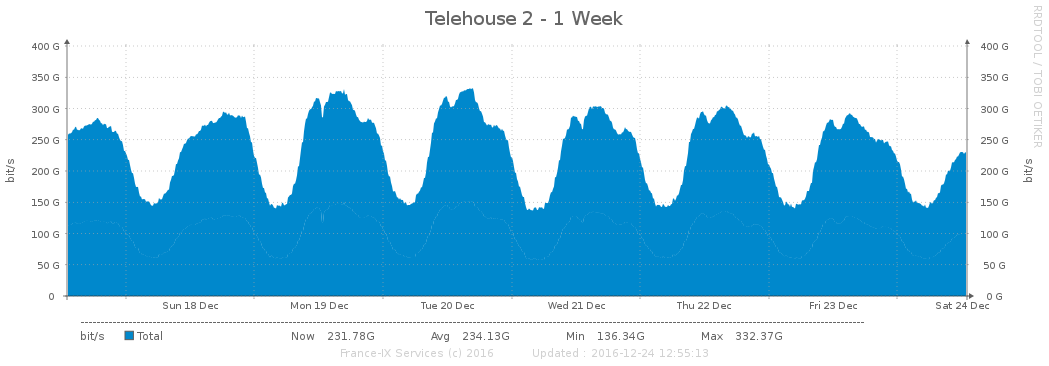 Telehouse 2 - 1 Week
RRDTOOL / TOBI OETIKER
bit/s
400 G 400 G
350 G 350 G
300 G 300 G
250 G 250 G
200 G 200 G
150 G 150 G
100 G 100 G
50 G 50 G
0 0 G
bit/s
Sun 18 Dec Mon 19 Dec Tue 20 Dec Wed 21 Dec Thu 22 Dec Fri 23 Dec Sat 24 Dec
bit/s Total Now 231.78G Avg 234.13G Min 136.34G Max 332.37G
France-IX Services (c) 2016 Updated : 2016-12-24 12:55:13